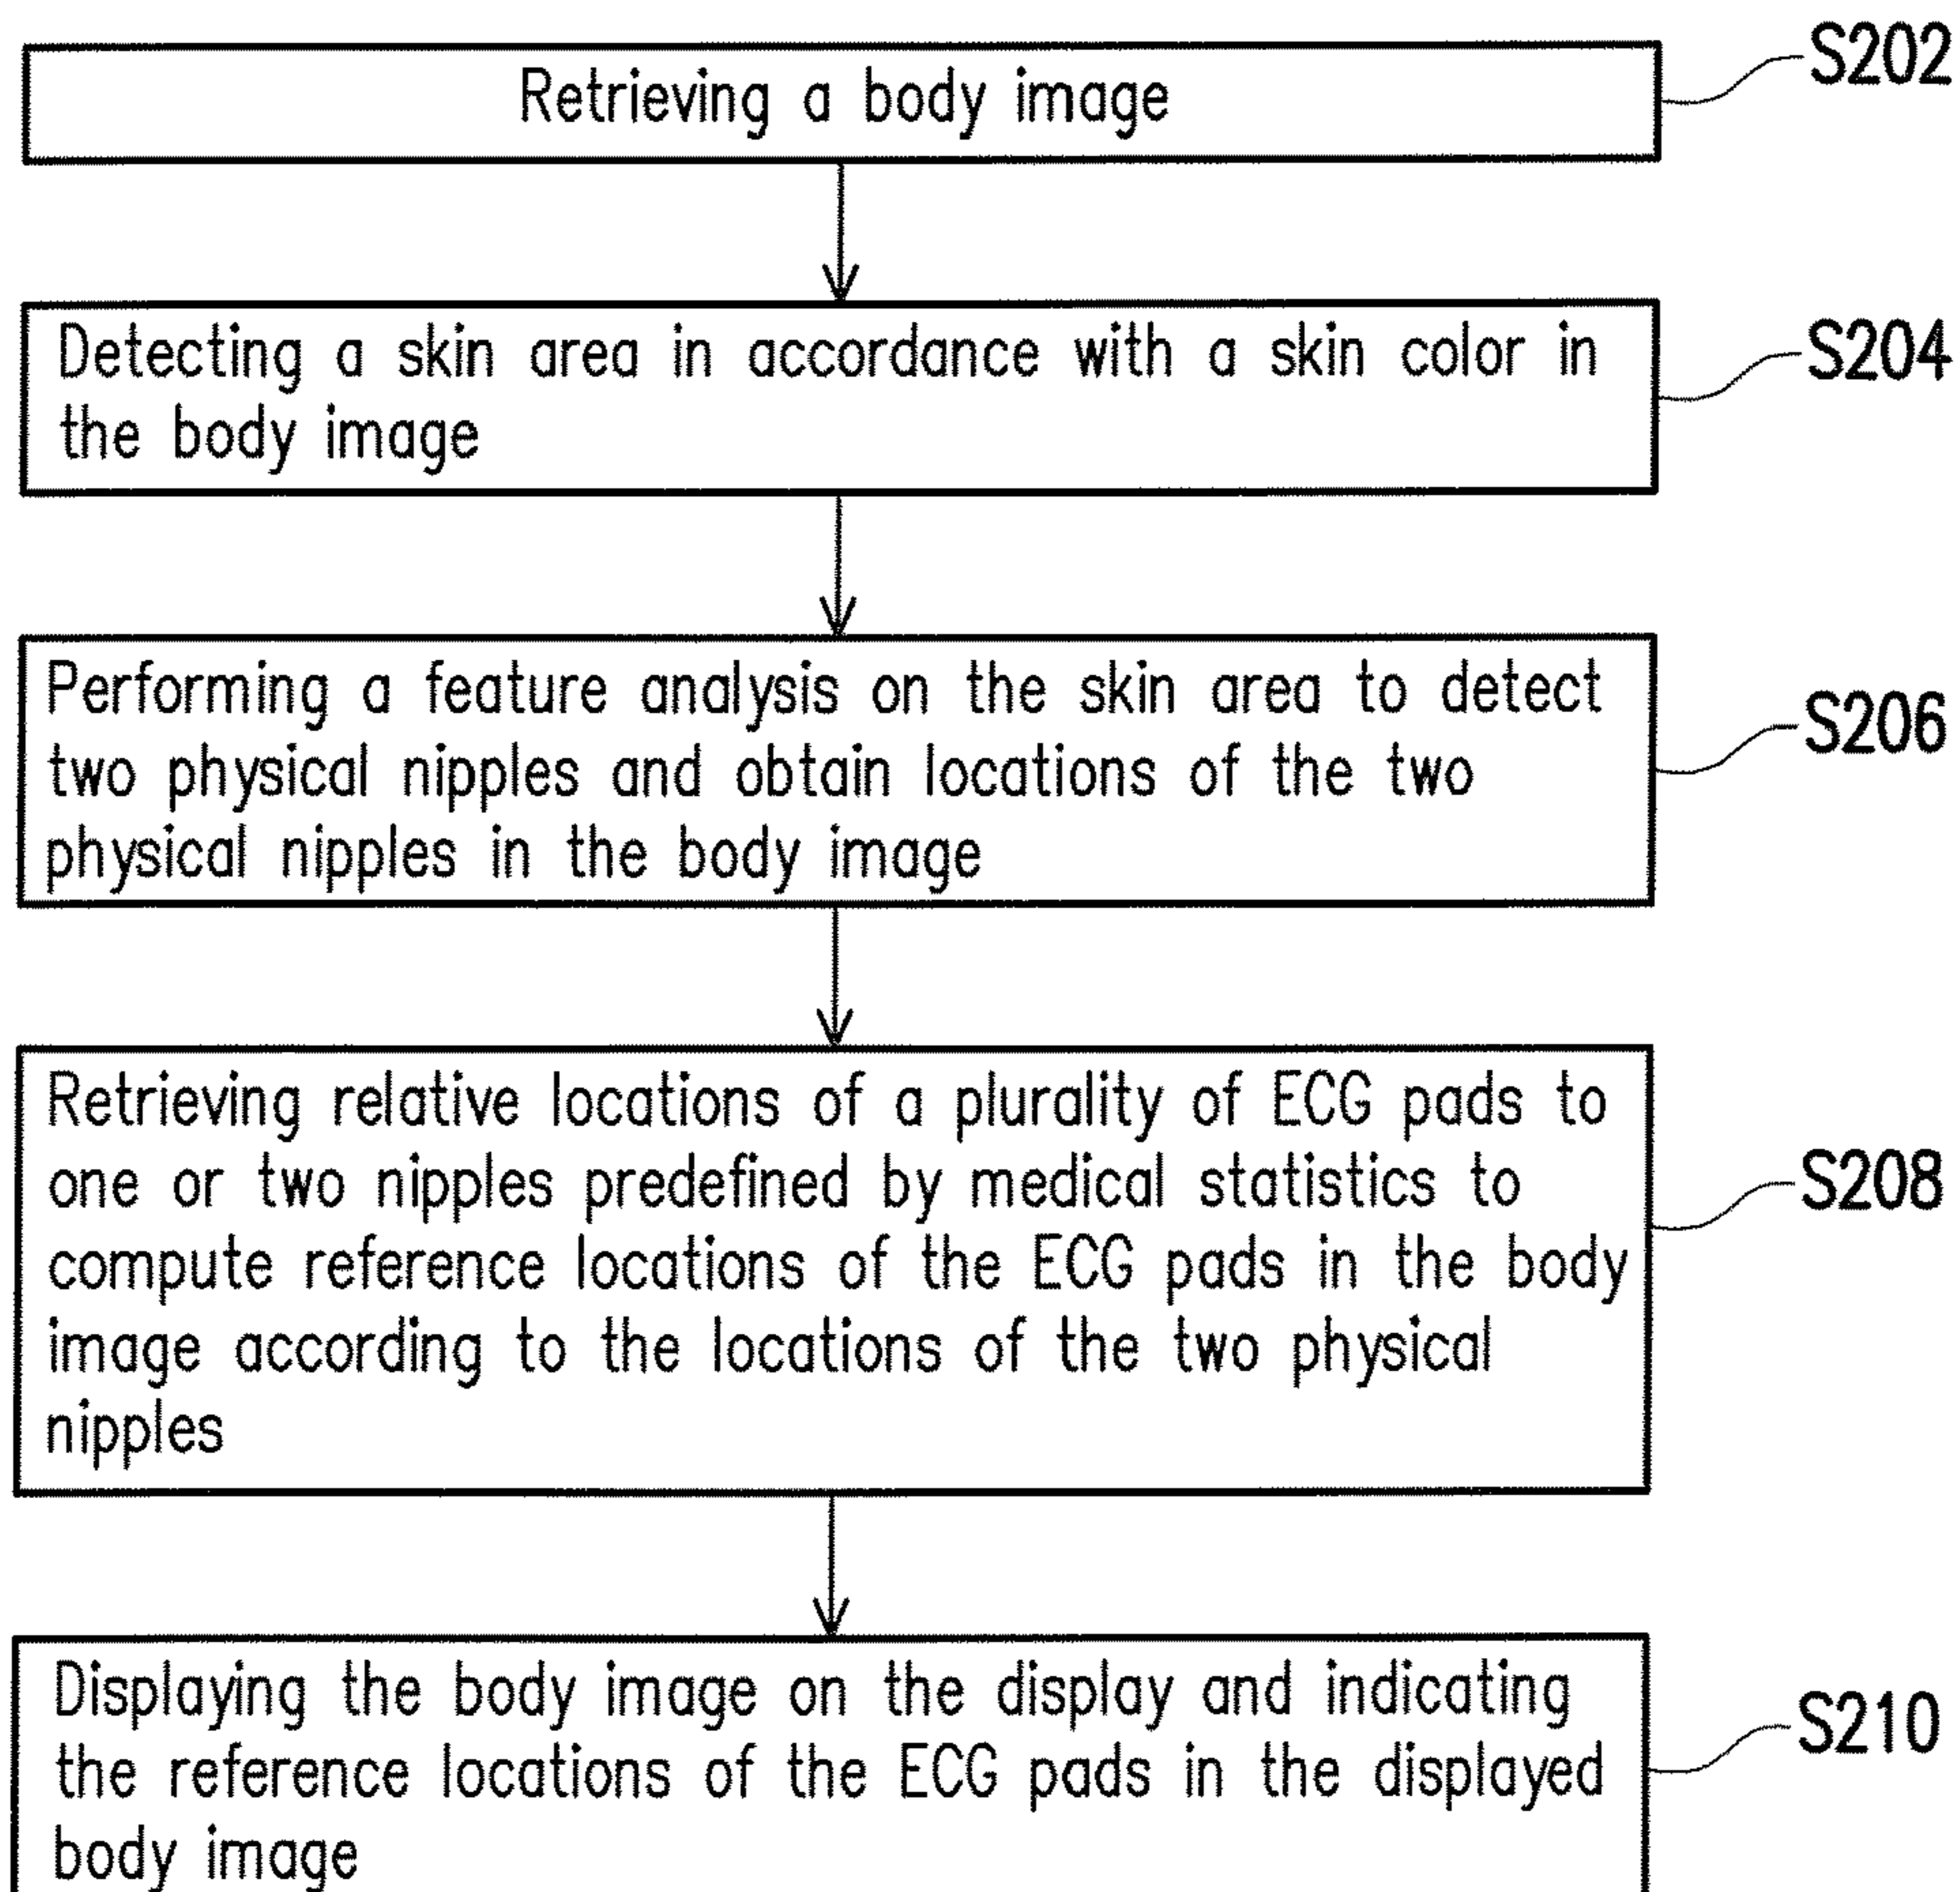 Retrieving a body image
S202
Detecting a skin area in accordance with a skin color in
the body image
S204
Performing a feature analysis on the skin area to detect
two physical nipples and obtain locations of the two
physical nipples in the body image
S206
Retrieving relative locations of a plurality of ECG pads to
one or two nipples predefined by medical statistics to
compute reference locations of the ECG pads in the body
image according to the locations of the two physical
nipples
S208
Displaying the body image on the display and indicating
the reference locations of the ECG pads in the displayed
body image
S210